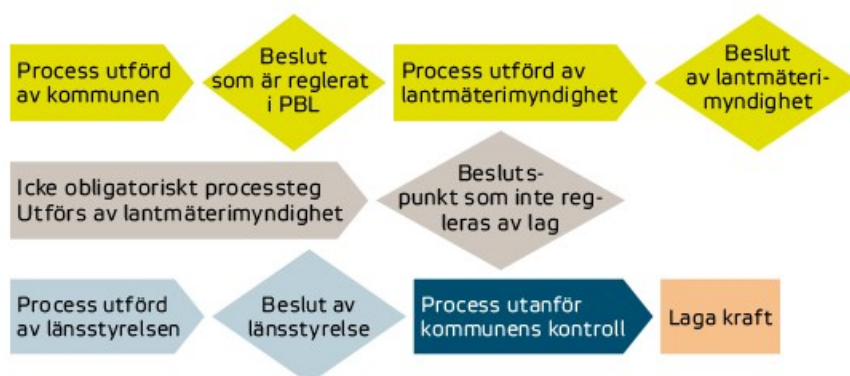 Process utförd
av kommunen
Beslut
som är reglerat
i PBL
Process utförd av
lantmäterimyndighet
Beslut
av lantmäteri-
myndighet
Icke obligatoriskt processteg
Utförs av lantmäterimyndighet
Besluts-
punkt som inte reg-
leras av lag
Process utförd
av länsstyrelsen
Beslut av
länsstyrelse
Process utanför
kommunens kontroll
Laga kraft